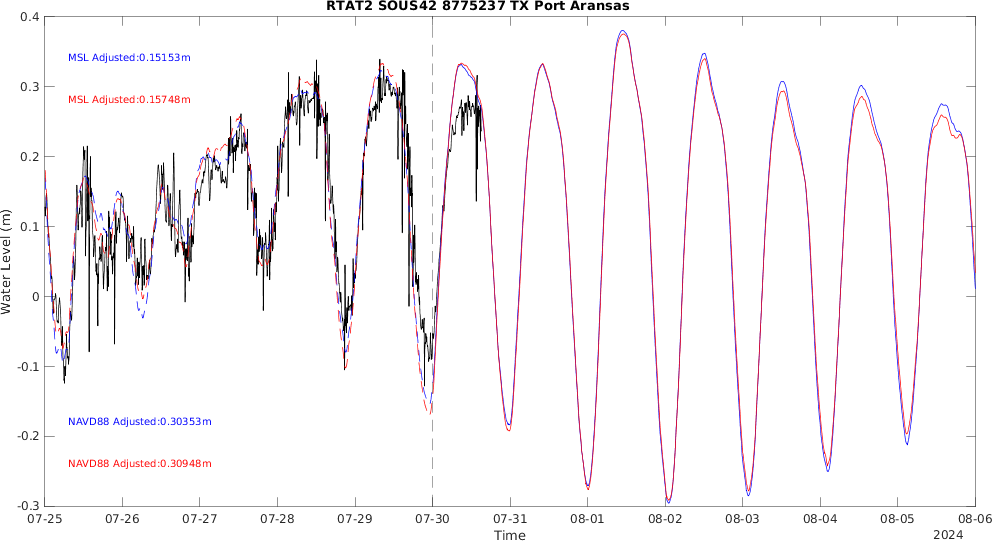 RTAT2 SOUS42 8775237 TX Port Aransas
0.4
MSL Adjusted:0.15153m
0.3
MSL Adjusted:0.15748m
0.2
0.1
Water Level (m)
0
-0.1
NAVD88 Adjusted:0.30353m
-0.2
NAVD88 Adjusted:0.30948m
-0.3
07-25 07-26 07-27 07-28 07-29 07-30 07-31 08-01 08-02 08-03 08-04 08-05 08-06
Time 2024